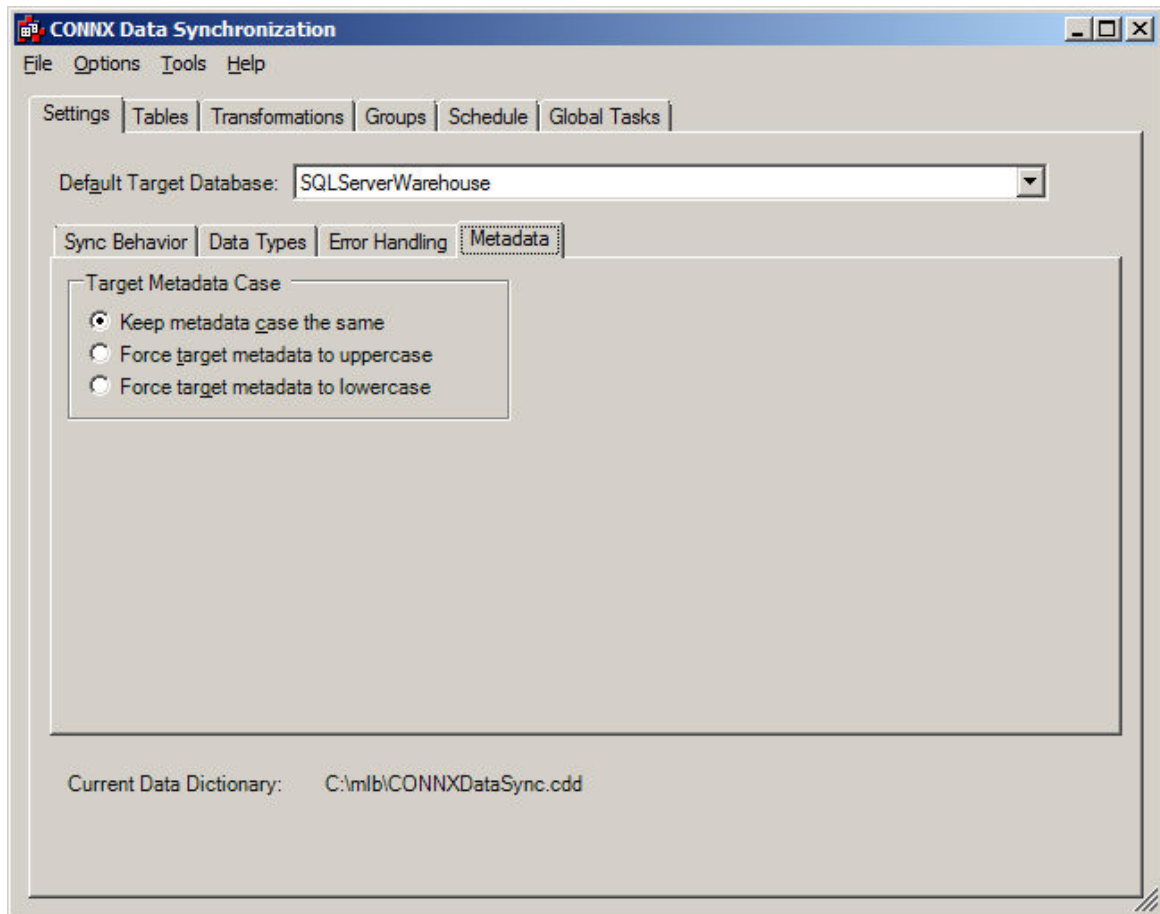 CONNX Data Synchronization
File Options Tools Help
Settings Tables Transformations Groups Schedule Global Tasks
Default Target Database: SQLServerWarehouse
Sync Behavior Data Types Error Handling Metadata
Target Metadata Case
Keep metadata case the same
Force target metadata to uppercase
Force target metadata to lowercase
Current Data Dictionary: C:\mlb\CONNXDataSync.cdd